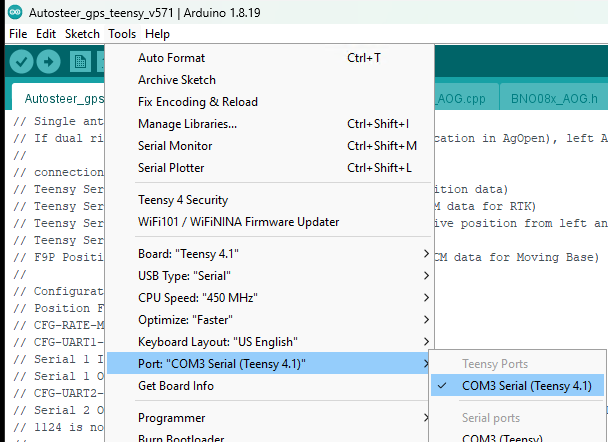 Autosteer_gps_teensy_v571 | Arduino 1.8.19
File Edit Sketch Tools Help
Auto Format Ctrl+T
Archive Sketch
Fix Encoding & Reload
Manage Libraries... Ctrl+Shift+I
Serial Monitor Ctrl+Shift+M
Serial Plotter Ctrl+Shift+L
Teensy 4 Security
WiFi101 / WiFiNINA Firmware Updater
Board: "Teensy 4.1"
USB Type: "Serial"
CPU Speed: "450 MHz"
Optimize: "Faster"
Keyboard Layout: "US English"
Port: "COM3 Serial (Teensy 4.1)"
Get Board Info
Programmer
Burn Bootloader
Teensy Ports
✓ COM3 Serial (Teensy 4.1)
Serial ports
COM3 (Teensy)
Autosteer_gps _AOG.cpp BNO08x_AOG.h
// Single ant
// If dual ri cation in AgOpen), left A
//
// connection
// Teensy Ser ition data)
// Teensy Ser M data for RTK)
// Teensy Ser ive position from left an
// Teensy Ser
// F9P Positi CM data for Moving Base)
//
// Configurat
// Position F
// CFG-RATE-M
// CFG-UART1-
// Serial 1 I
// Serial 1 O
// CFG-UART2-
// Serial 2 O
// 1124 is no